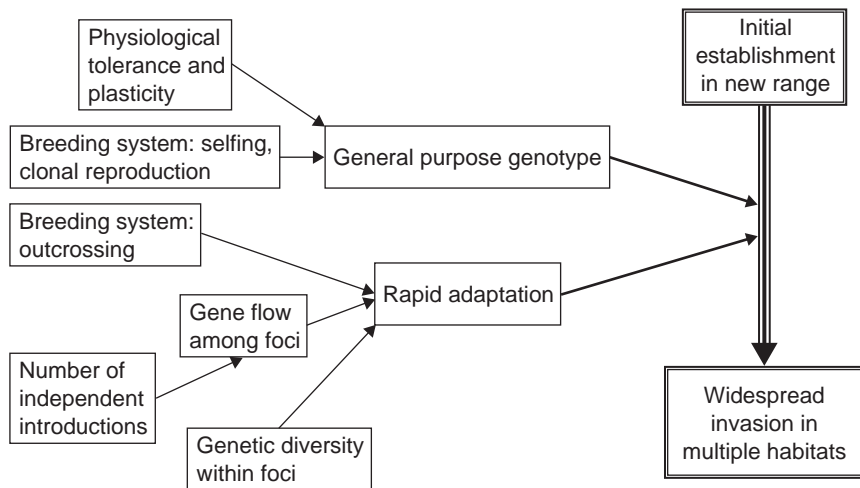 Physiological
tolerance and
plasticity
Initial
establishment
in new range
Breeding system: selfing,
clonal reproduction
General purpose genotype
Breeding system:
outcrossing
Rapid adaptation
Gene flow
among foci
Number of
independent
introductions
Genetic diversity
within foci
Widespread
invasion in
multiple habitats